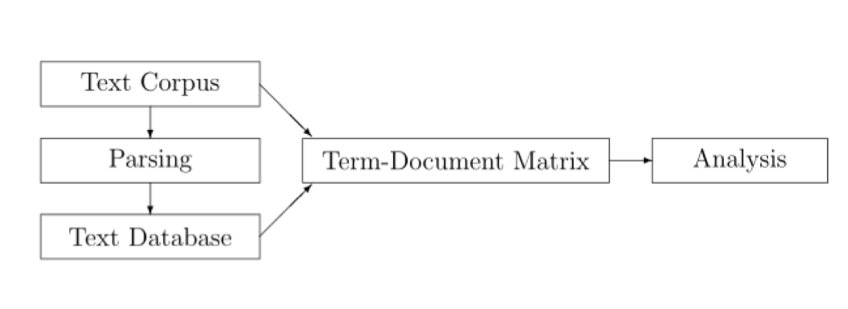 Text Corpus
Parsing
Text Database
Term-Document Matrix
Analysis